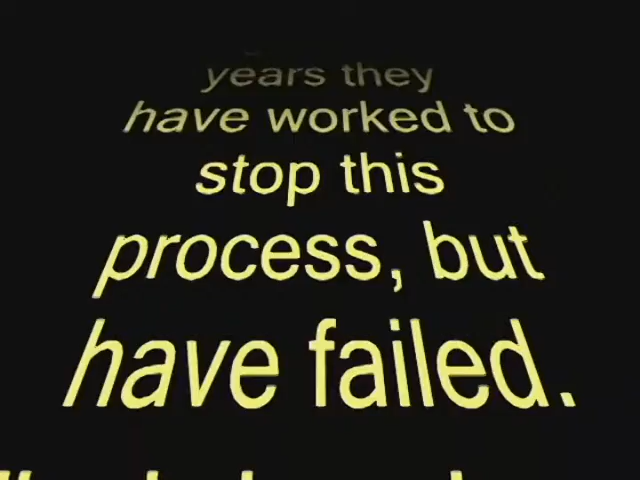 years they
have worked to
stop this
process, but
have failed.